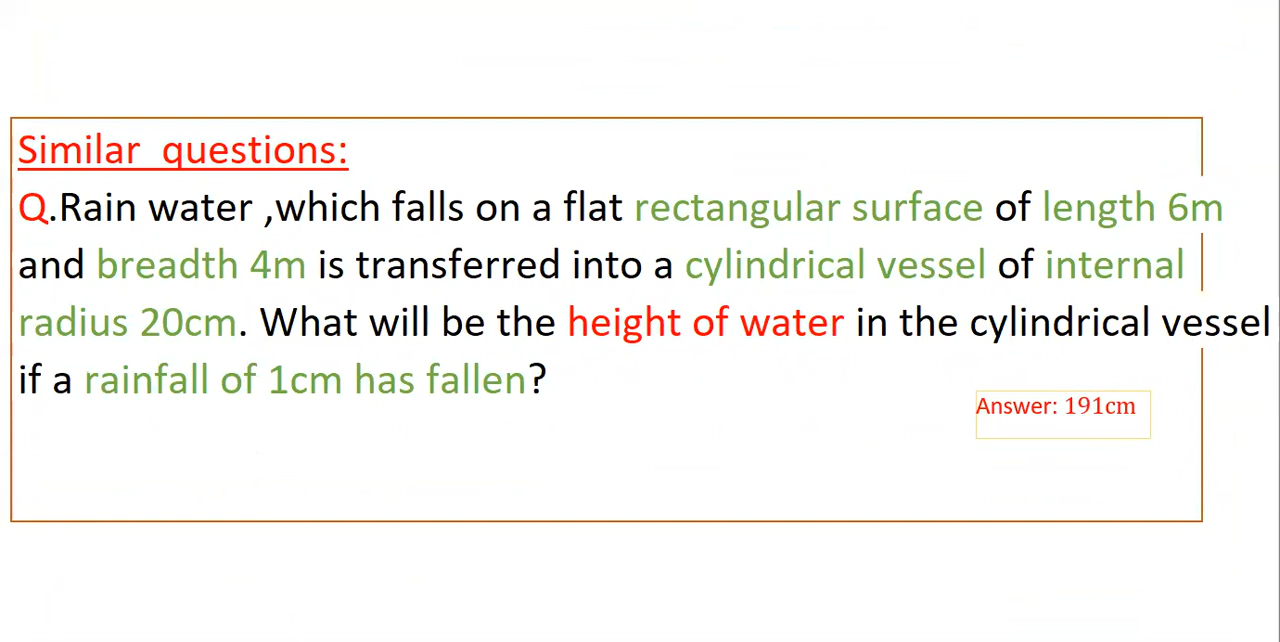 Similar  questions:
Q.Rain water ,which falls on a flat rectangular surface of length 6m
and breadth 4m is transferred into a cylindrical vessel of internal
radius 20cm. What will be the height of water in the cylindrical vessel
if a rainfall of 1cm has fallen?
Answer: 191cm